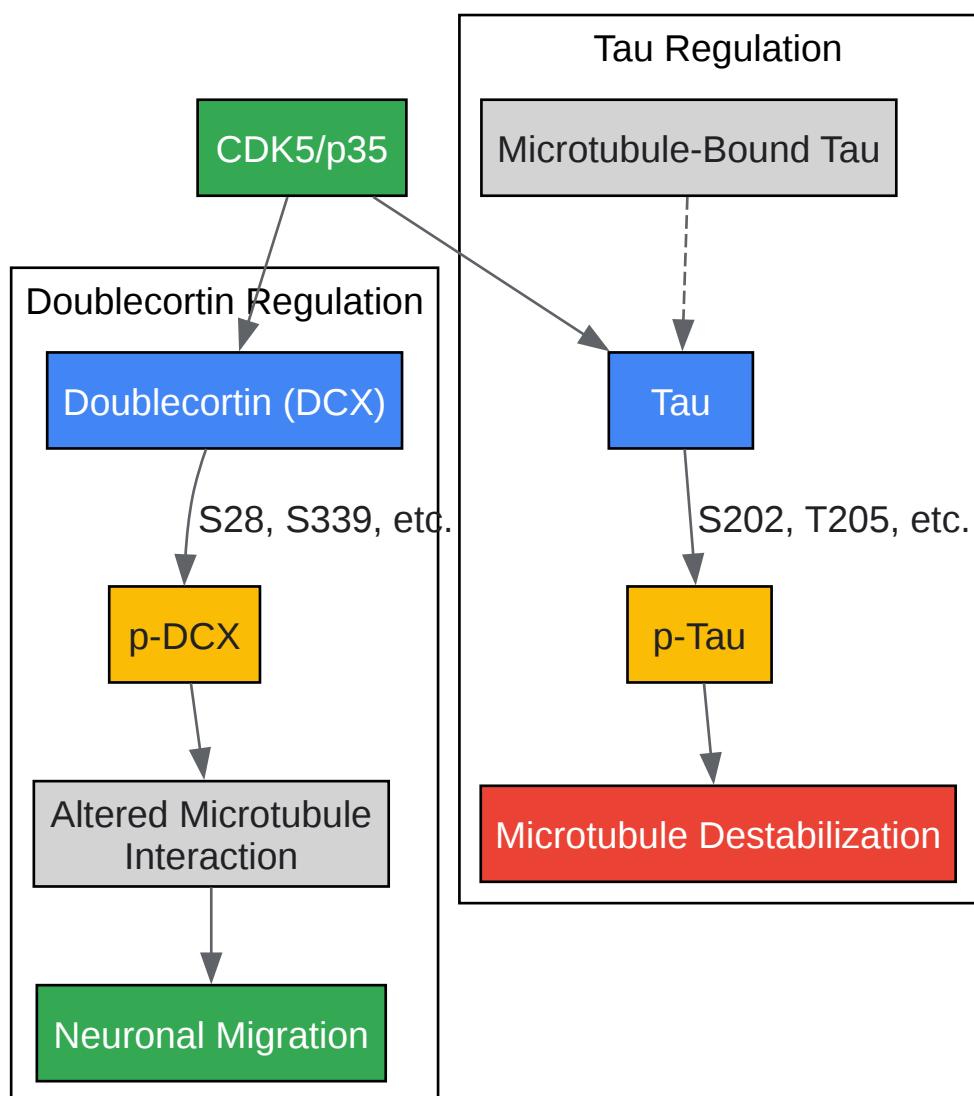 Tau Regulation
CDK5/p35
Microtubule-Bound Tau
Doublecortin Regulation
Doublecortin (DCX)
Tau
S28, S339, etc.
S202, T205, etc.
p-DCX
p-Tau
Altered Microtubule
Interaction
Microtubule Destabilization
Neuronal Migration